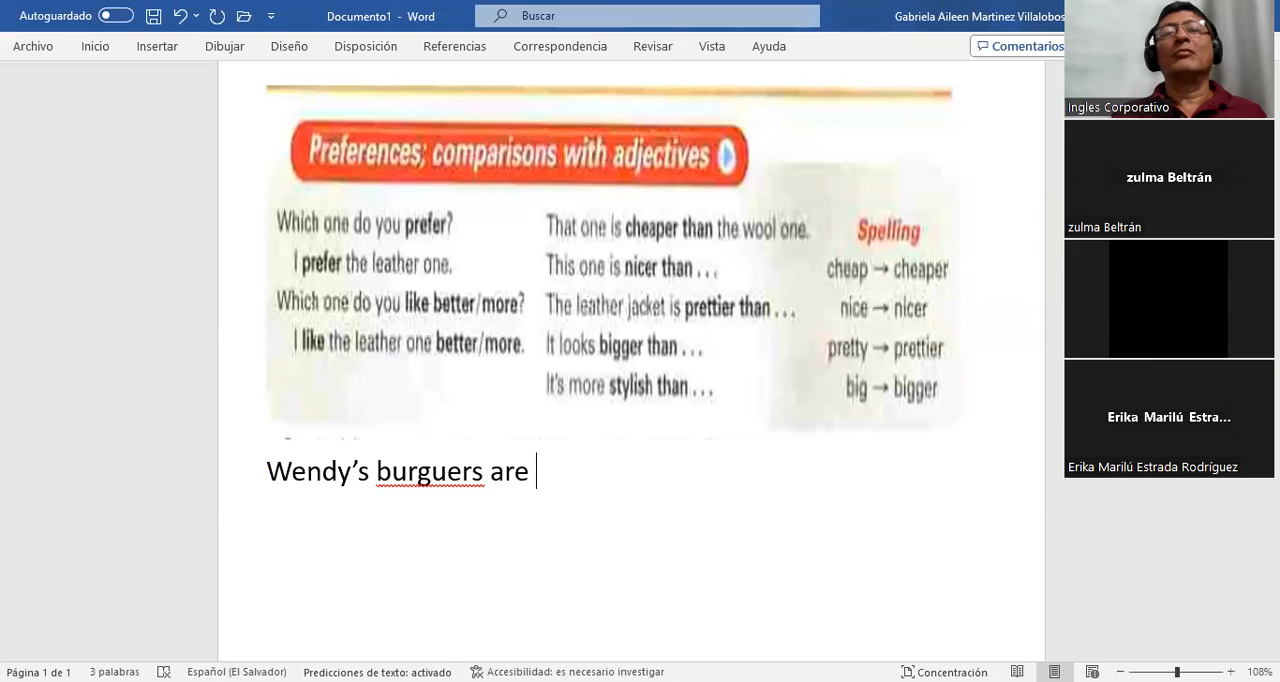 Autoguardado
Documento1 - Word
Buscar
Gabriela Aileen Martinez Villalobos
Archivo Inicio Insertar Dibujar Diseño Disposición Referencias Correspondencia Revisar Vista Ayuda
Comentarios
Preferences; comparisons with adjectives
Which one do you prefer?
I prefer the leather one.
Which one do you like better/more?
I like the leather one better/more.
That one is cheaper than the wool one.
This one is nicer than . . .
The leather jacket is prettier than . . .
It looks bigger than . . .
It's more stylish than . . .
Spelling
cheap → cheaper
nice → nicer
pretty → prettier
big → bigger
Wendy’s burguers are
Ingles Corporativo
zulma Beltrán
zulma Beltrán
Erika Marilú Estra...
Erika Marilú Estrada Rodríguez
Página 1 de 1 3 palabras Español (El Salvador) Predicciones de texto: activado Accesibilidad: es necesario investigar Concentración 108%